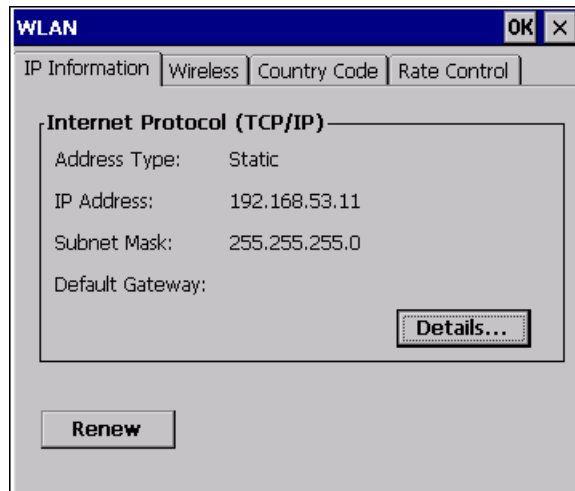 WLAN OK ×
IP Information Wireless Country Code Rate Control
Internet Protocol (TCP/IP)
Address Type: Static
IP Address: 192.168.53.11
Subnet Mask: 255.255.255.0
Default Gateway:
Details...
Renew